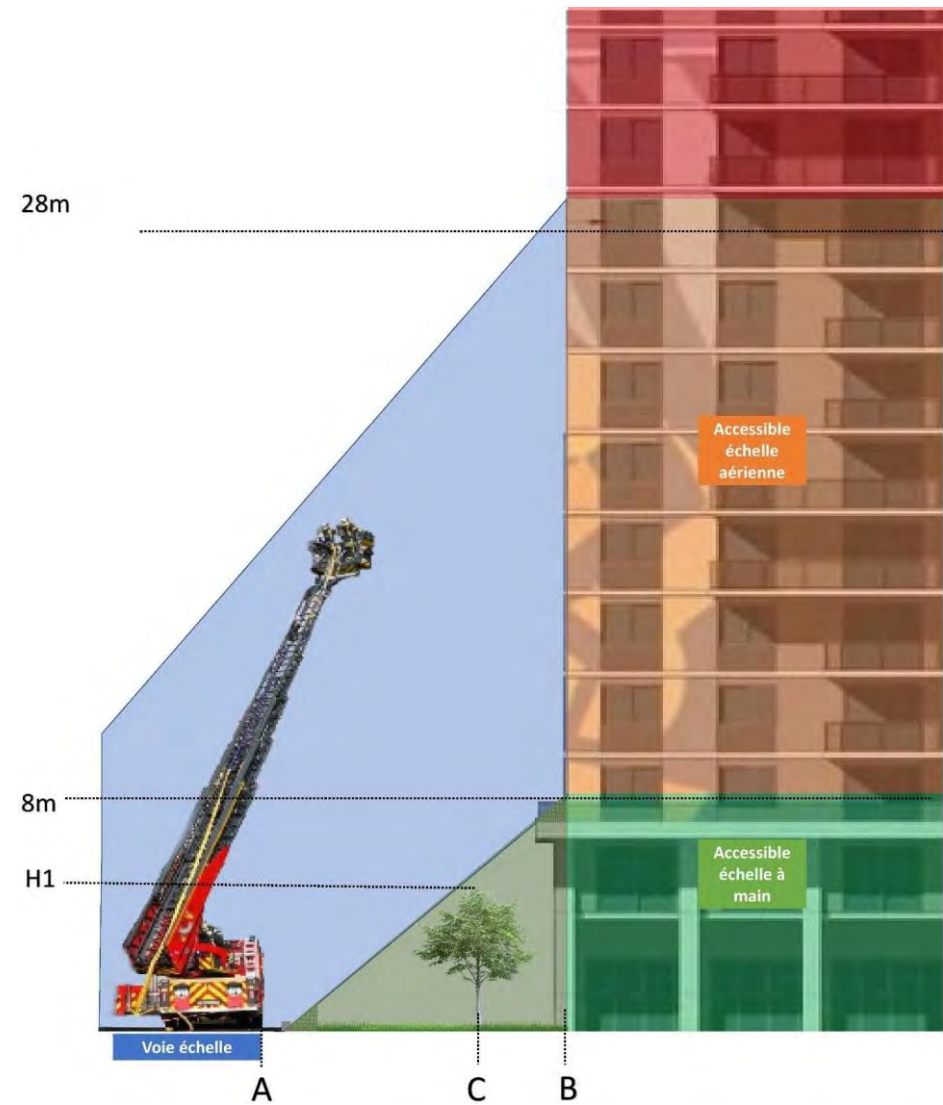 28m
Accessible
échelle
aérienne
8m
H1
Accessible
échelle à
main
Voie échelle
A
C
B